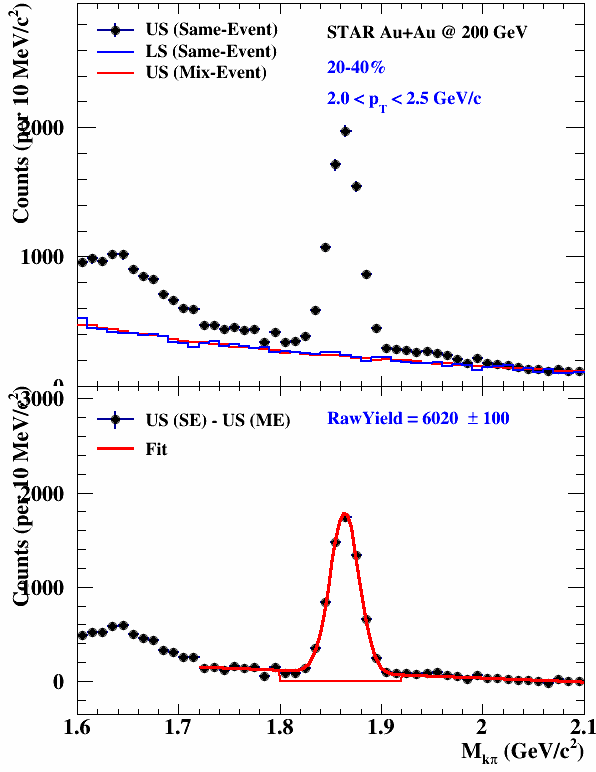 US (Same-Event)
LS (Same-Event)
US (Mix-Event)
STAR Au+Au @ 200 GeV
20-40%
2.0 < p_T < 2.5 GeV/c
Counts (per 10 MeV/c²)
2000
1000
0
US (SE) - US (ME)
Fit
RawYield = 6020 ± 100
Counts (per 10 MeV/c²)
3000
2000
1000
0
1.6 1.7 1.8 1.9 2 2.1
M_kπ (GeV/c²)